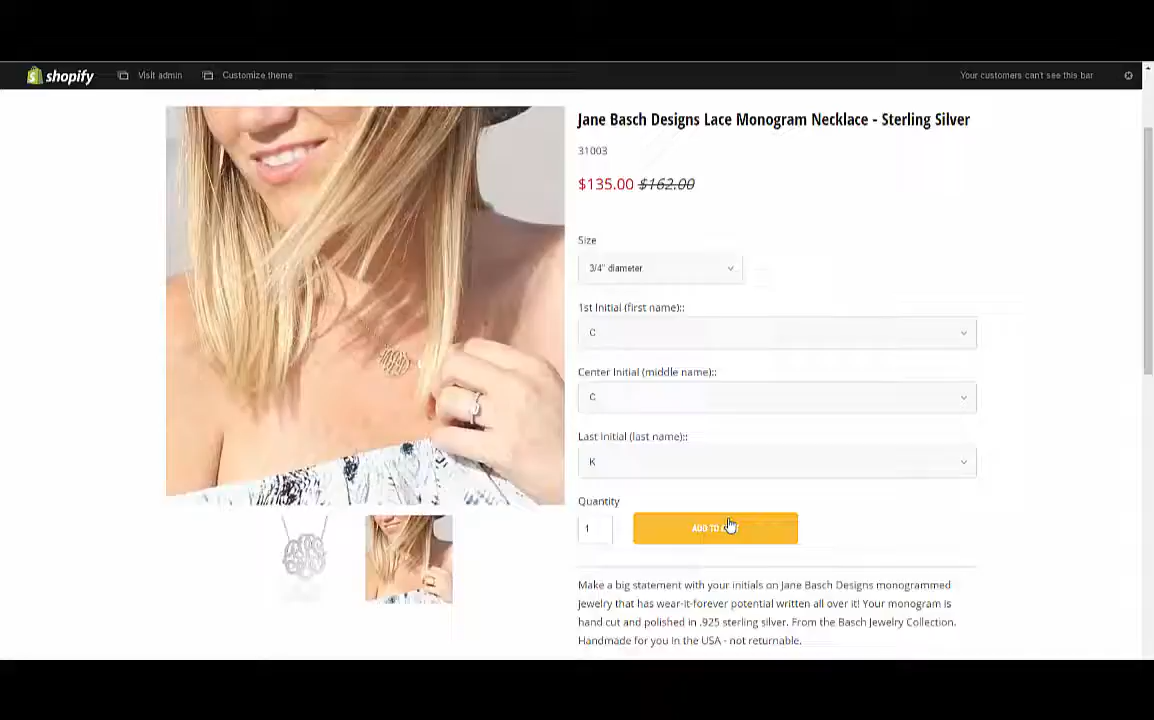 shopify Visit admin Customize theme Your customers can't see this bar
Jane Basch Designs Lace Monogram Necklace - Sterling Silver
31003
$135.00 $162.00
Size
3/4" diameter
1st Initial (first name)::
C
Center Initial (middle name)::
C
Last Initial (last name)::
K
Quantity
1 ADD TO
Make a big statement with your initials on Jane Basch Designs monogrammed
jewelry that has wear-it-forever potential written all over it! Your monogram is
hand cut and polished in .925 sterling silver. From the Basch Jewelry Collection.
Handmade for you in the USA - not returnable.